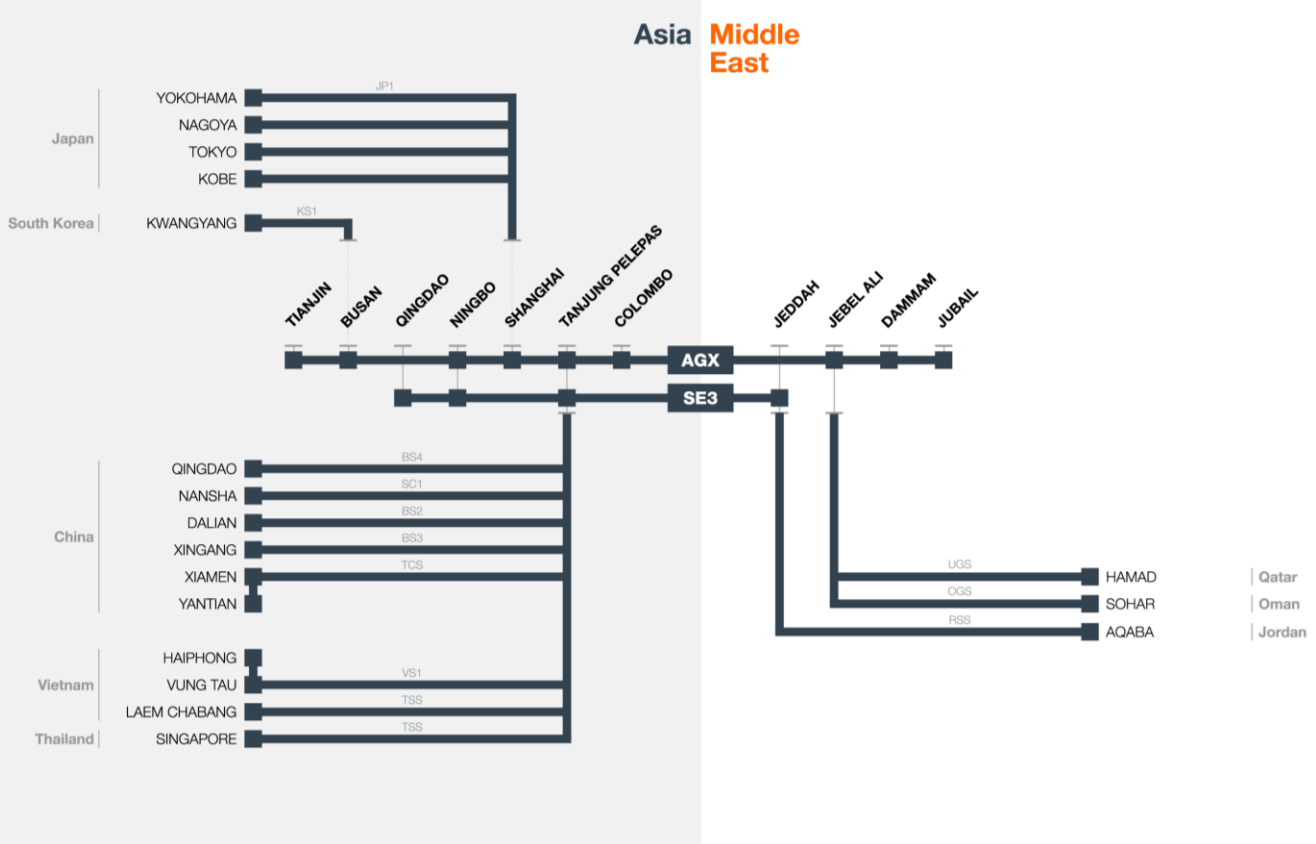 Asia
Middle
East
JP1
YOKOHAMA
NAGOYA
Japan
TOKYO
KOBE
KS1
South Korea
KWANGYANG
TIANJIN
BUSAN
QINGDAO
NINGBO
SHANGHAI
TANJUNG PELEPAS
COLOMBO
JEDDAH
JEBEL ALI
DAMMAM
JUBAIL
AGX
SE3
BS4
QINGDAO
SC1
NANSHA
BS2
DALIAN
China
BS3
XINGANG
TCS
XIAMEN
YANTIAN
UGS
HAMAD
Qatar
OGS
SOHAR
Oman
RSS
AQABA
Jordan
HAIPHONG
VS1
Vietnam
VUNG TAU
TSS
LAEM CHABANG
TSS
Thailand
SINGAPORE